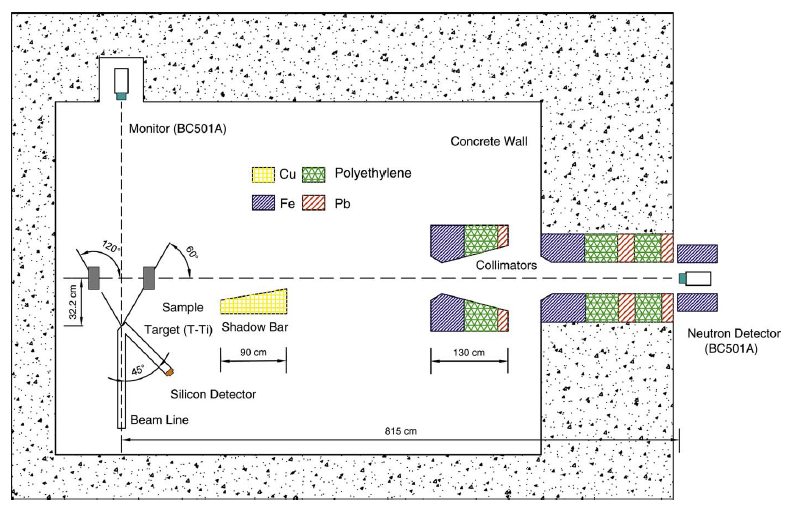 Monitor (BC501A)
Concrete Wall
Cu
Polyethylene
Fe
Pb
120°
60°
Collimators
32.2 cm
Sample
Target (T-Ti)
Shadow Bar
Neutron Detector
(BC501A)
90 cm
130 cm
45°
Silicon Detector
Beam Line
815 cm